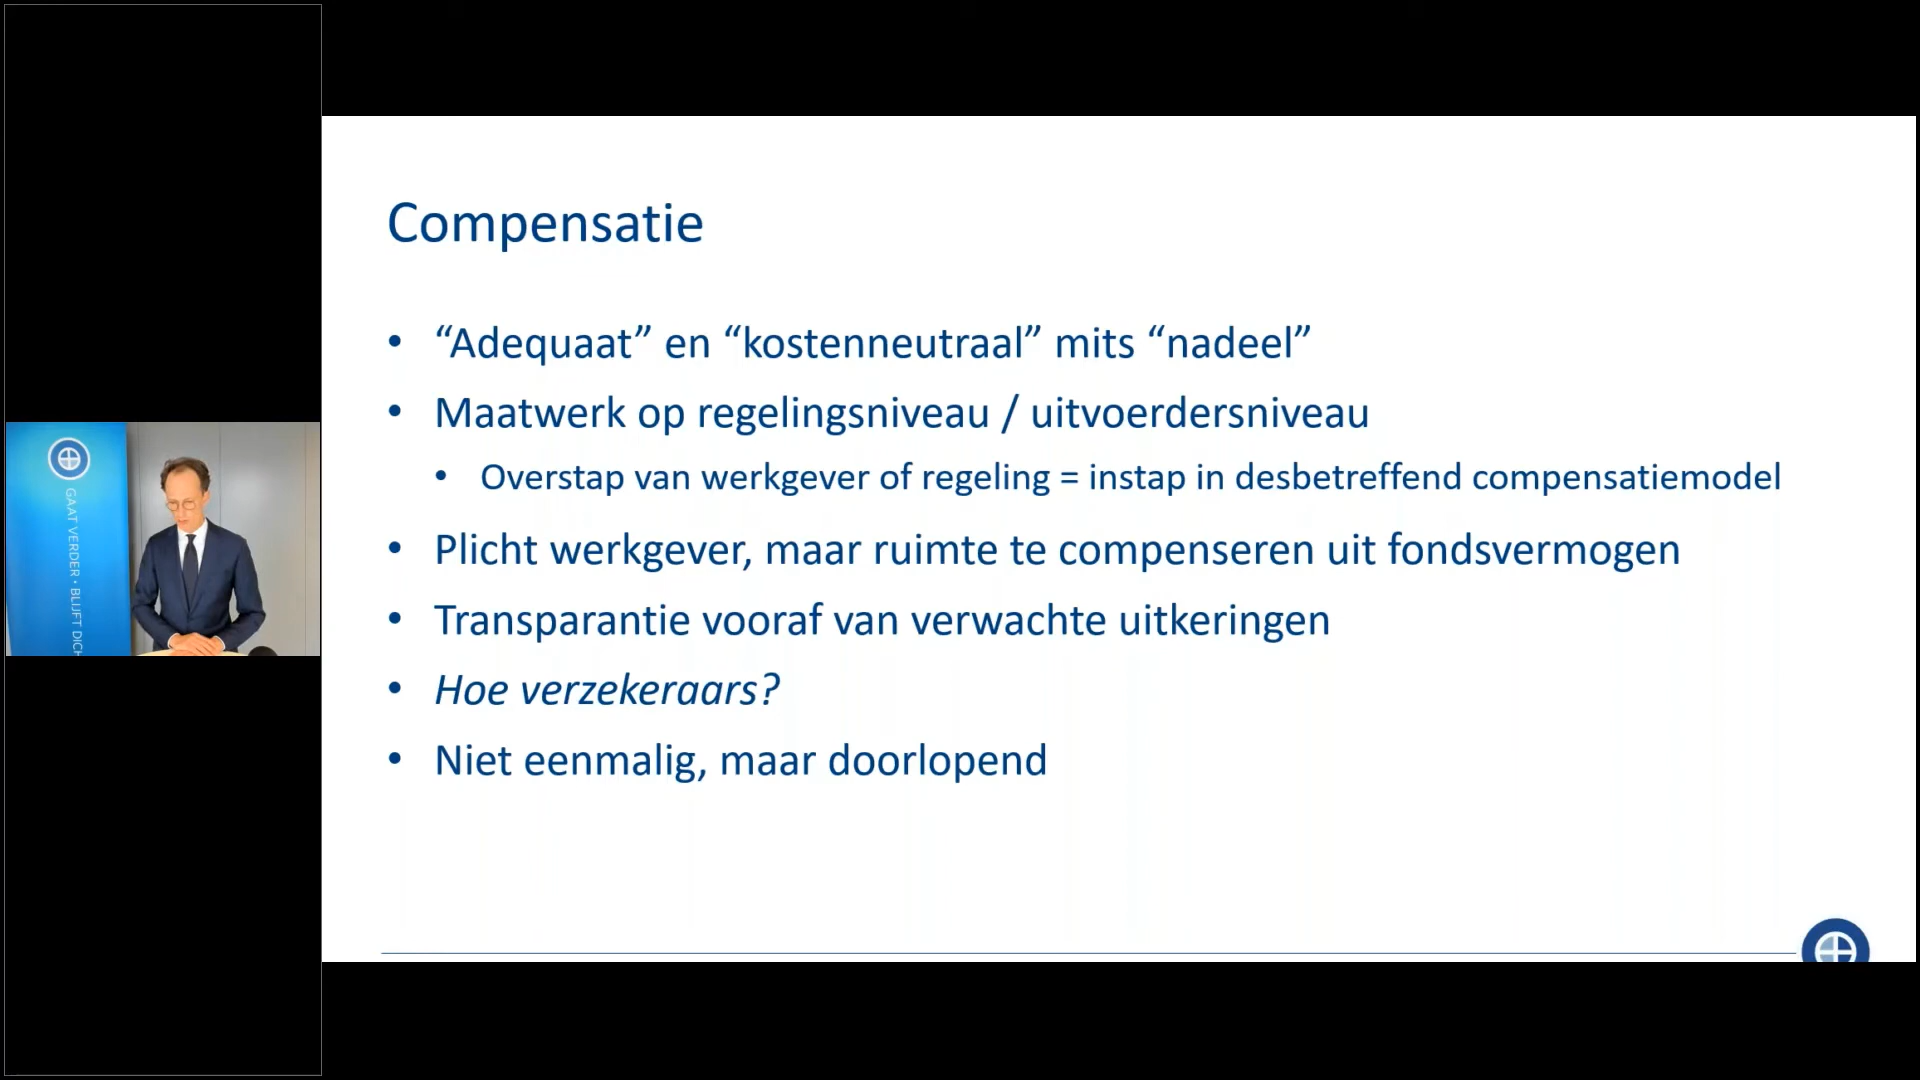 GAAT VERDER • BLIJFT DICH
Compensatie
• “Adequaat” en “kostenneutraal” mits “nadeel”
• Maatwerk op regelingsniveau / uitvoerdersniveau
• Overstap van werkgever of regeling = instap in desbetreffend compensatiemodel
• Plicht werkgever, maar ruimte te compenseren uit fondsvermogen
• Transparantie vooraf van verwachte uitkeringen
• Hoe verzekeraars?
• Niet eenmalig, maar doorlopend